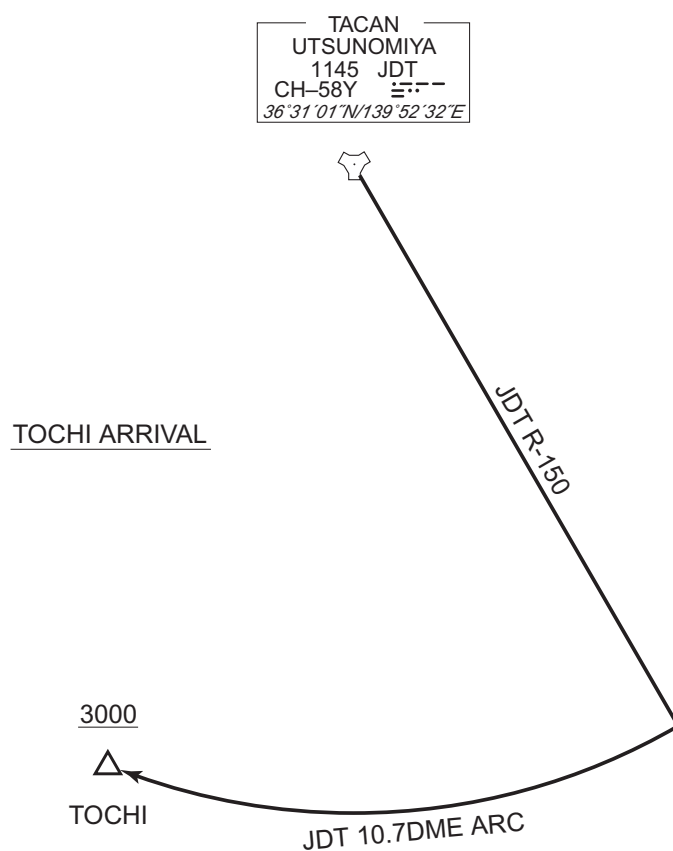 TACAN
UTSUNOMIYA
1145 JDT
CH–58Y
36°31´01˝N/139°52´32˝E
JDT R-150
TOCHI ARRIVAL
3000
TOCHI
JDT 10.7DME ARC